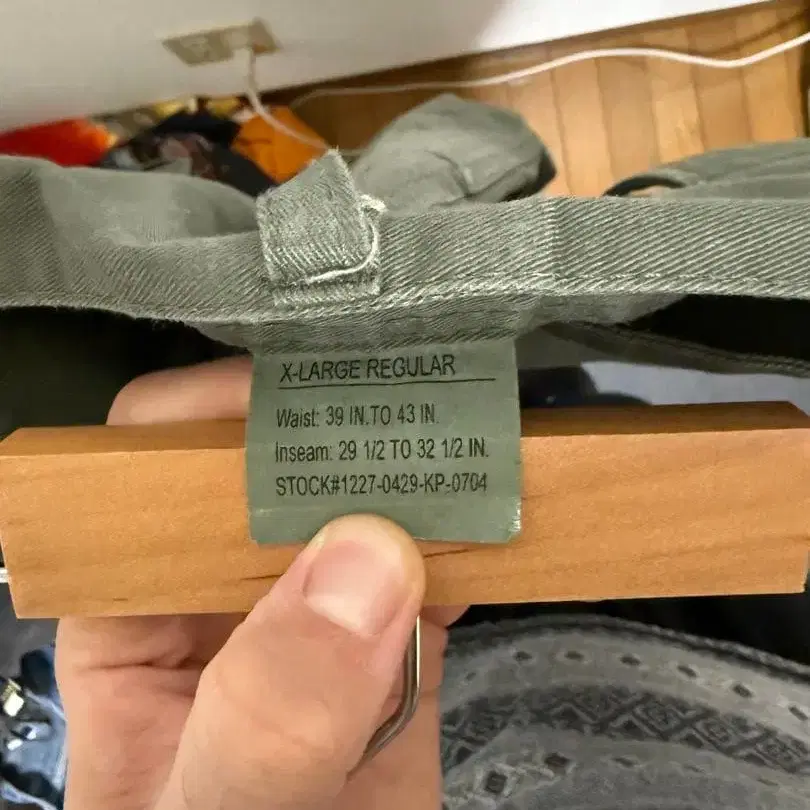 X-LARGE REGULAR
Waist: 39 IN.TO 43 IN.
Inseam: 29 1/2 TO 32 1/2 IN.
STOCK#1227-0429-KP-0704